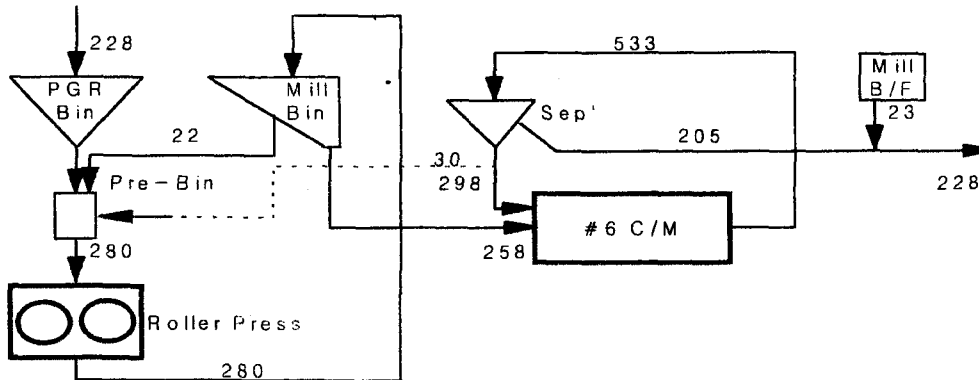 228
533
PGR
Bin
Mill
Bin
Sep'
Mill
B/F
23
22
205
30
298
Pre-Bin
228
280
258
#6 C/M
Roller Press
280